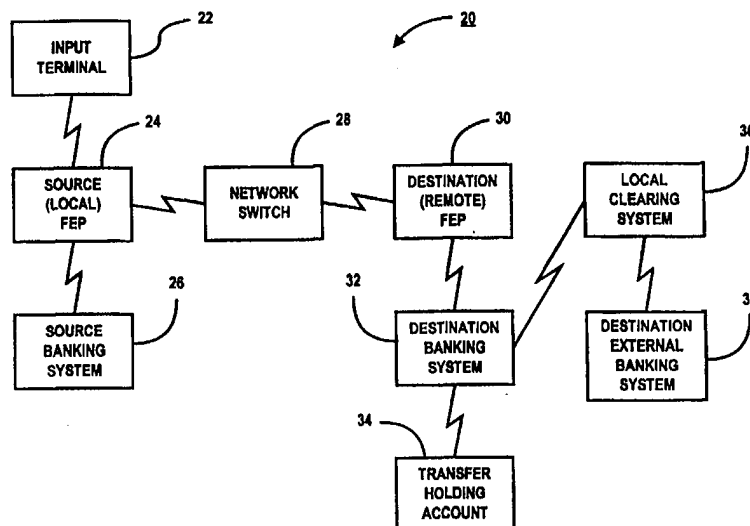 22
20
INPUT
TERMINAL
24
28
30
SOURCE
(LOCAL)
FEP
NETWORK
SWITCH
DESTINATION
(REMOTE)
FEP
LOCAL
CLEARING
SYSTEM
26
32
SOURCE
BANKING
SYSTEM
DESTINATION
BANKING
SYSTEM
DESTINATION
EXTERNAL
BANKING
SYSTEM
34
TRANSFER
HOLDING
ACCOUNT